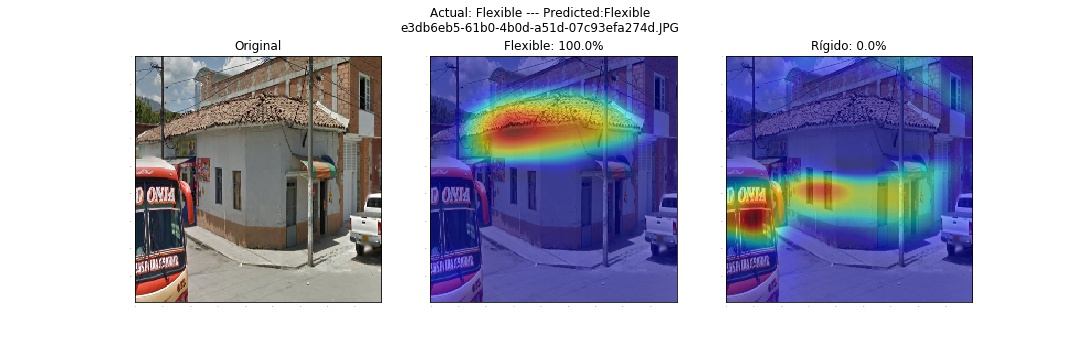 Actual: Flexible --- Predicted:Flexible
e3db6eb5-61b0-4b0d-a51d-07c93efa274d.JPG
Original
Flexible: 100.0%
Rígido: 0.0%
ONIA
ONIA
ONIA